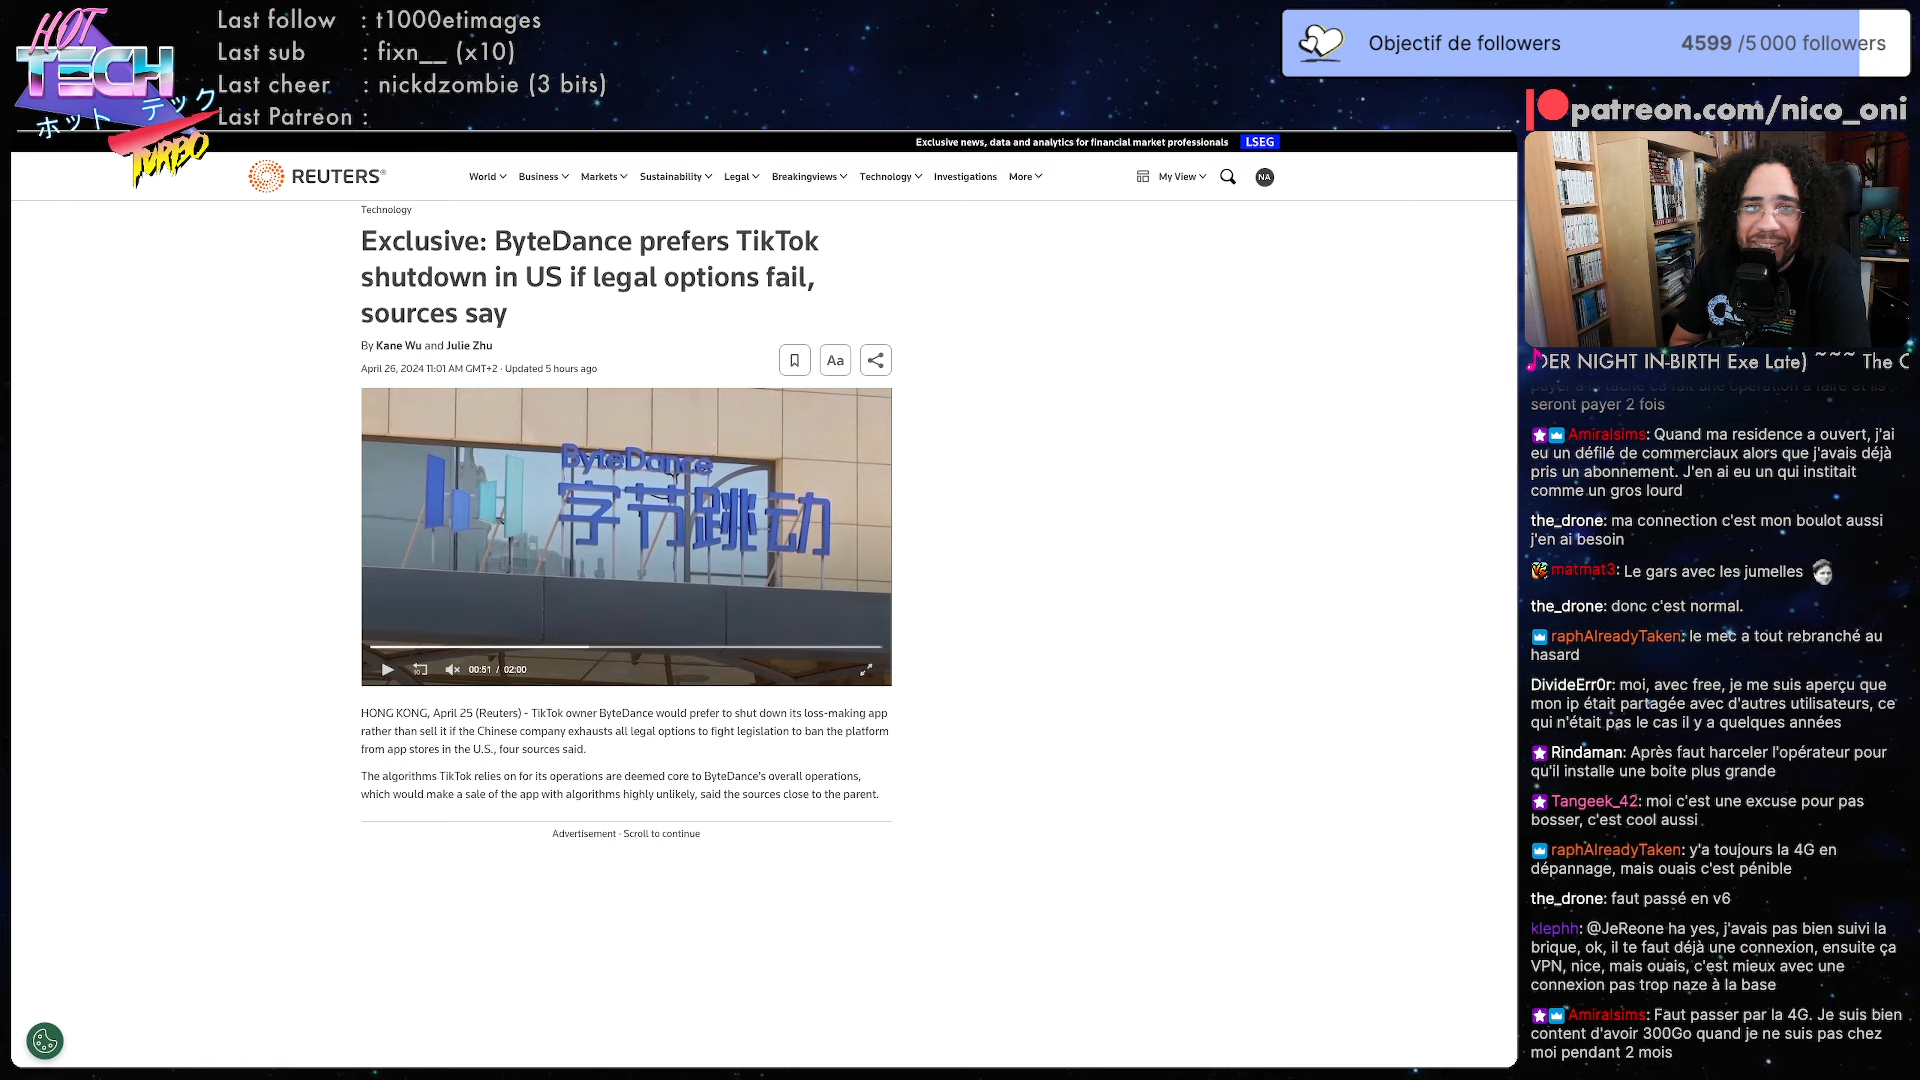 HOT
TECH
ホット テック
TURBO
Last follow : t1000etimages
Last sub : fixn__ (x10)
Last cheer : nickdzombie (3 bits)
Last Patreon :
Objectif de followers 4599 /5 000 followers
patreon.com/nico_oni
Exclusive news, data and analytics for financial market professionals LSEG
REUTERS®
World Business Markets Sustainability Legal Breakingviews Technology Investigations More My View NA
Technology
Exclusive: ByteDance prefers TikTok
shutdown in US if legal options fail,
sources say
By Kane Wu and Julie Zhu
April 26, 2024 11:01 AM GMT+2 · Updated 5 hours ago
Aa
ByteDance
字节跳动
10
00:51 / 02:00
HONG KONG, April 25 (Reuters) - TikTok owner ByteDance would prefer to shut down its loss-making app
rather than sell it if the Chinese company exhausts all legal options to fight legislation to ban the platform
from app stores in the U.S., four sources said.
The algorithms TikTok relies on for its operations are deemed core to ByteDance's overall operations,
which would make a sale of the app with algorithms highly unlikely, said the sources close to the parent.
Advertisement · Scroll to continue
DER NIGHT IN-BIRTH Exe Late) ~~~ The
payer à la tâche ça fait une opération à faire et ils
seront payer 2 fois
Amiralsims: Quand ma residence a ouvert, j'ai
eu un défilé de commerciaux alors que j'avais déjà
pris un abonnement. J'en ai eu un qui institait
comme un gros lourd
the_drone: ma connection c'est mon boulot aussi
j'en ai besoin
matmat3: Le gars avec les jumelles
the_drone: donc c'est normal.
raphAlreadyTaken: le mec a tout rebranché au
hasard
DivideErr0r: moi, avec free, je me suis aperçu que
mon ip était partagée avec d'autres utilisateurs, ce
qui n'était pas le cas il y a quelques années
Rindaman: Après faut harceler l'opérateur pour
qu'il installe une boite plus grande
Tangeek_42: moi c'est une excuse pour pas
bosser, c'est cool aussi
raphAlreadyTaken: y'a toujours la 4G en
dépannage, mais ouais c'est pénible
the_drone: faut passé en v6
klephh: @JeReone ha yes, j'avais pas bien suivi la
brique, ok, il te faut déjà une connexion, ensuite ça
VPN, nice, mais ouais, c'est mieux avec une
connexion pas trop naze à la base
Amiralsims: Faut passer par la 4G. Je suis bien
content d'avoir 300Go quand je ne suis pas chez
moi pendant 2 mois